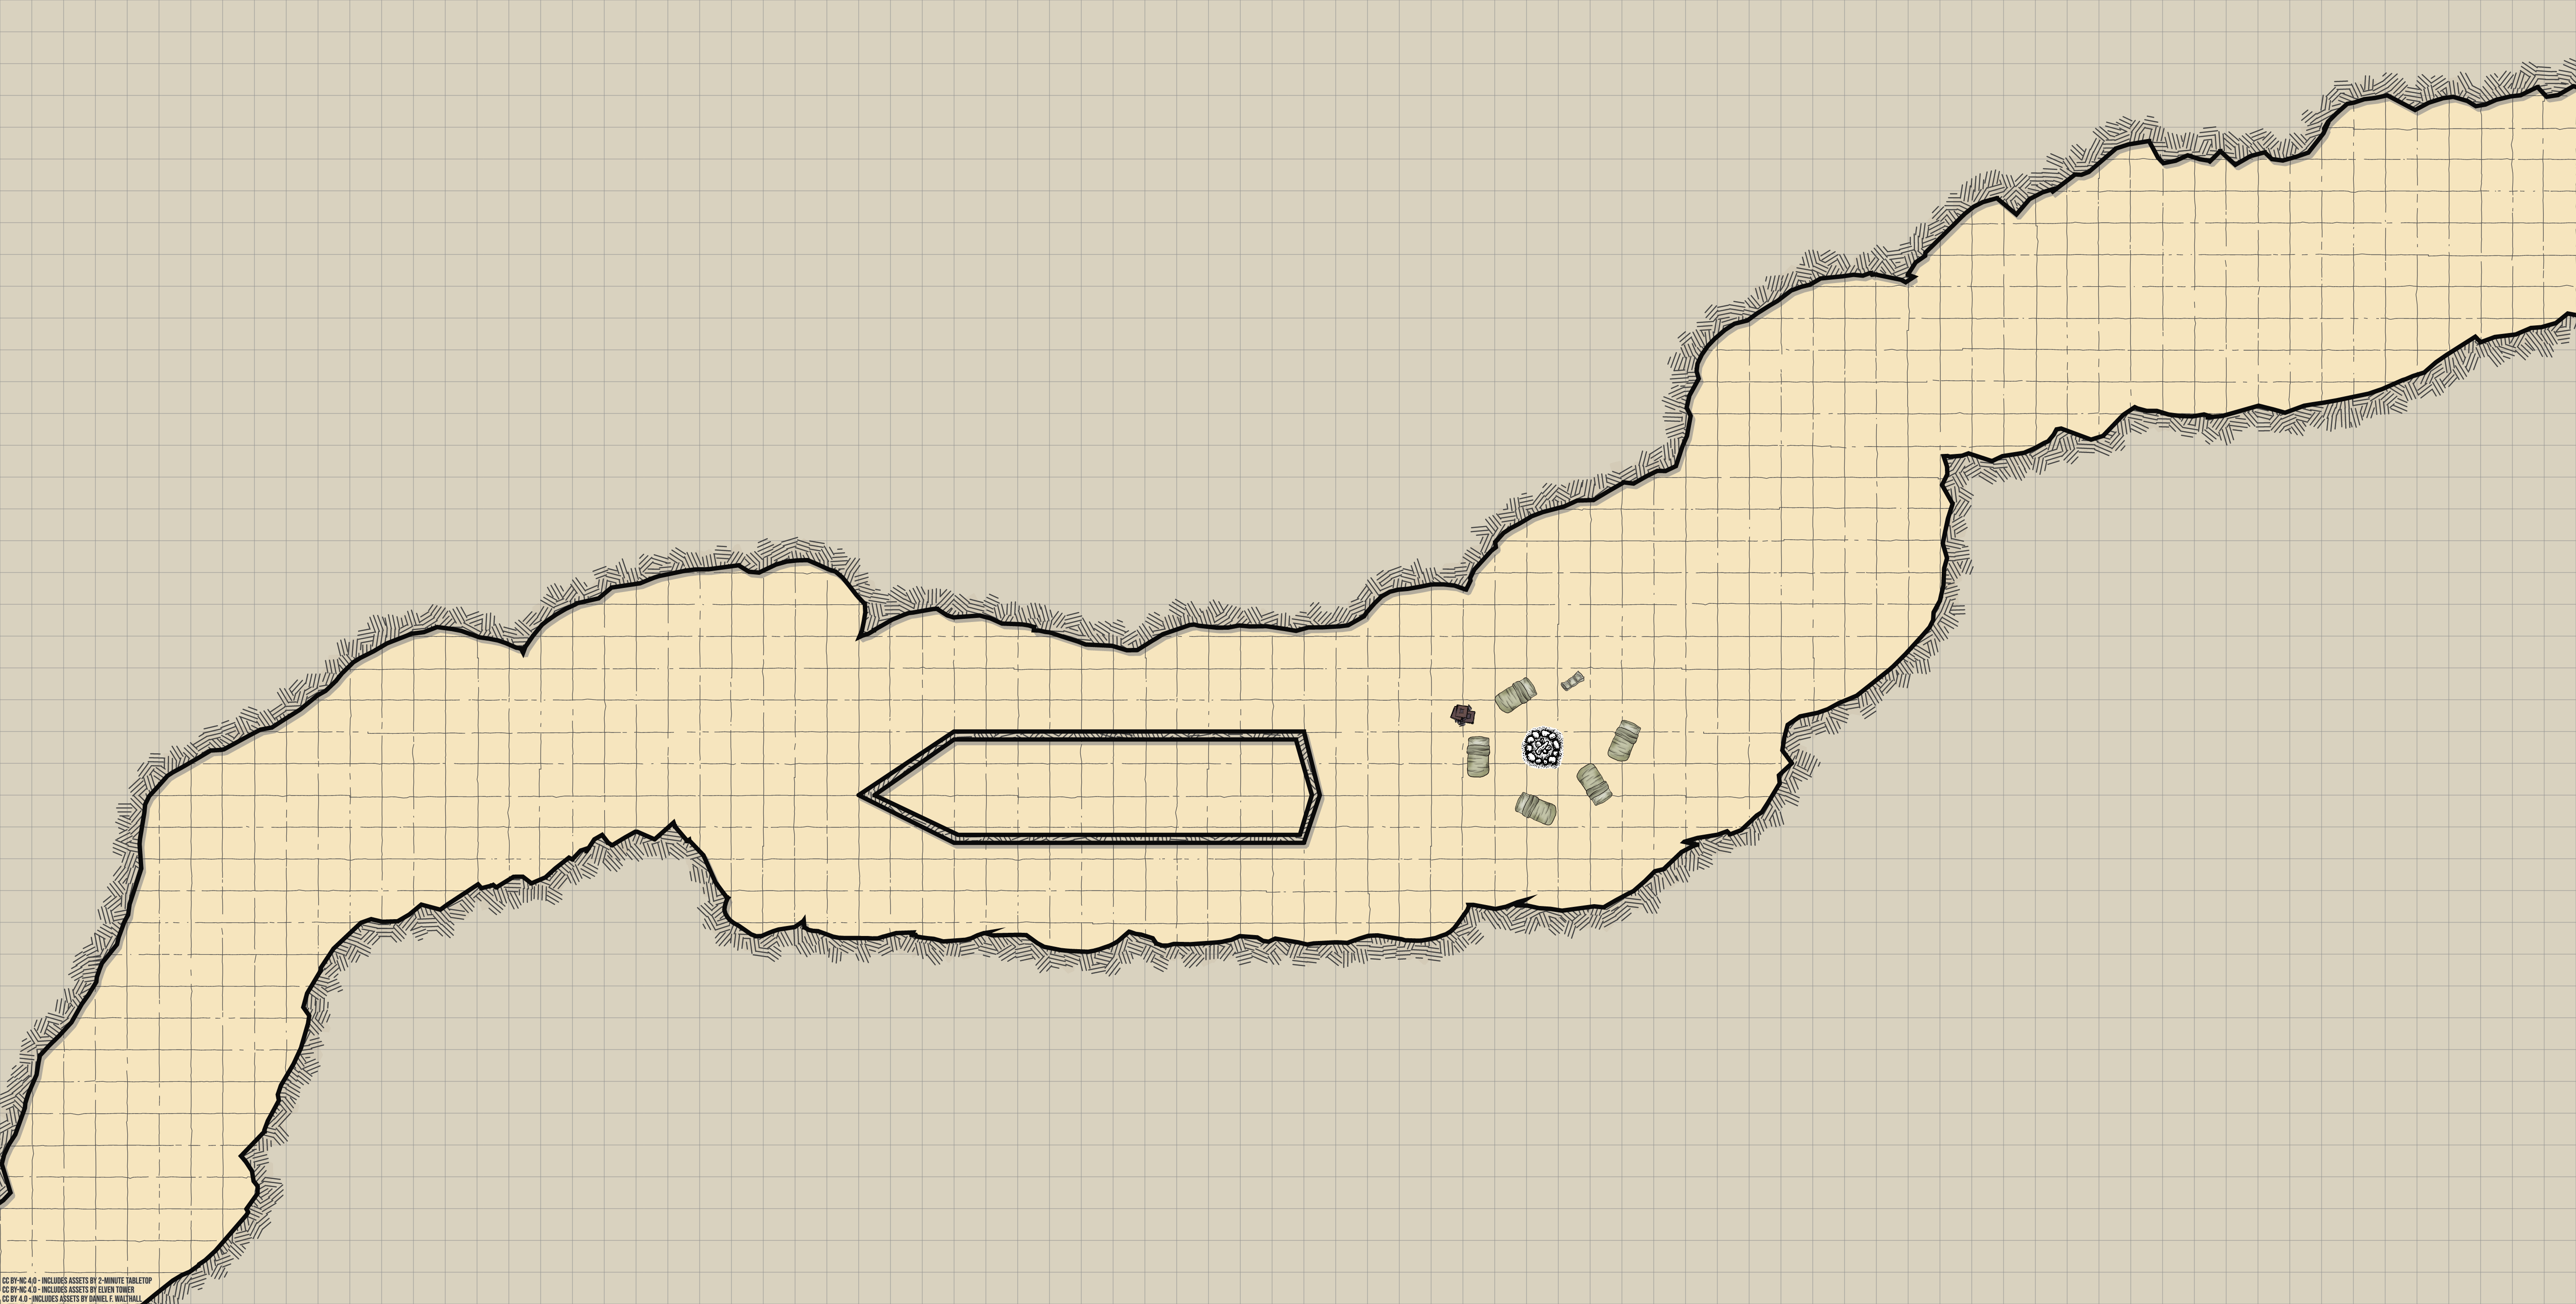 CC BY-NC 4.0 - INCLUDES ASSETS BY 2-MINUTE TABLETOP
CC BY-NC 4.0 - INCLUDES ASSETS BY ELVEN TOWER
CC BY 4.0 - INCLUDES ASSETS BY DANIEL F. WALTHALL